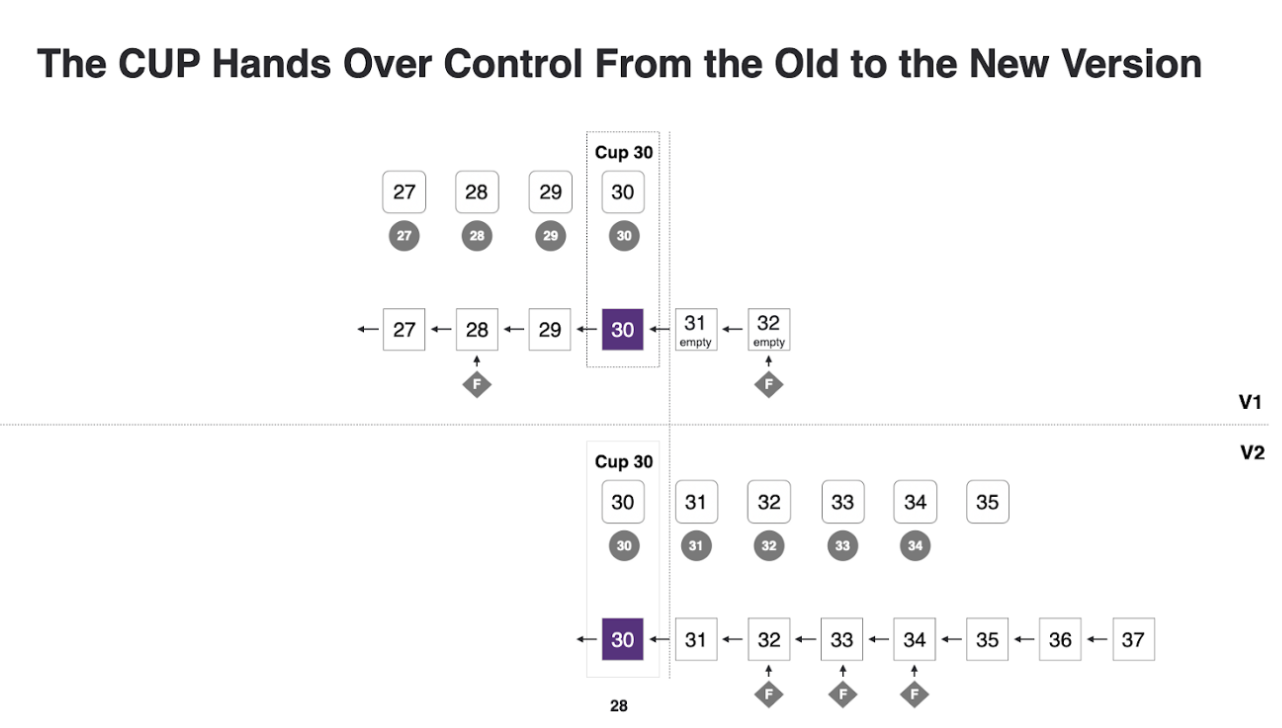 The CUP Hands Over Control From the Old to the New Version
Cup 30
27 28 29 30
27 28 29 30
27 28 29 30 31 32
empty empty
F F
V1
V2
Cup 30
30 31 32 33 34 35
30 31 32 33 34
30 31 32 33 34 35 36 37
F F F
28